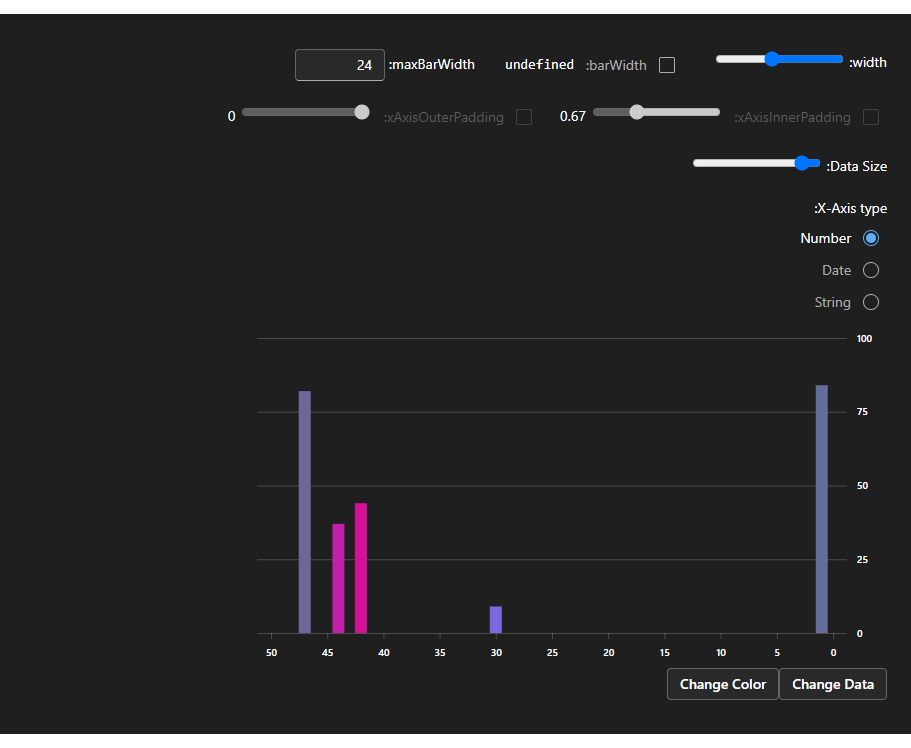 width:
barWidth: undefined
maxBarWidth: 24
xAxisInnerPadding: 0.67
xAxisOuterPadding: 0
Data Size:
X-Axis type:
Number
Date
String
100
75
50
25
0
50 45 40 35 30 25 20 15 10 5 0
Change Color Change Data